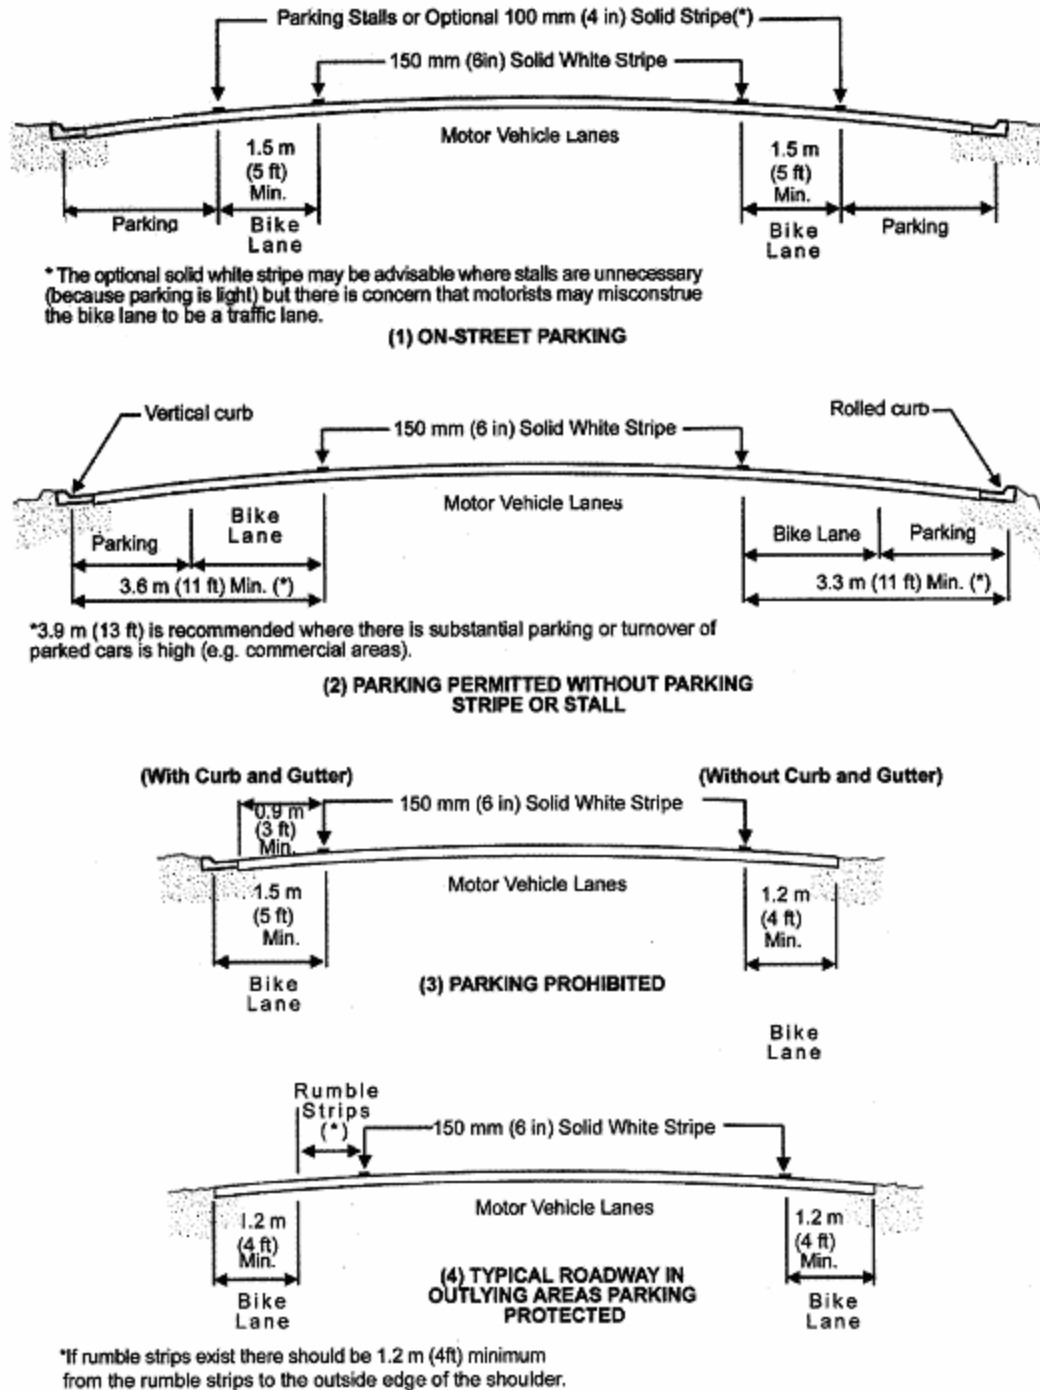 Parking Stalls or Optional 100 mm (4 in) Solid Stripe(*)
150 mm (6in) Solid White Stripe
Motor Vehicle Lanes
1.5 m
(5 ft)
Min.
1.5 m
(5 ft)
Min.
Parking
Bike
Lane
Bike
Lane
Parking
* The optional solid white stripe may be advisable where stalls are unnecessary
(because parking is light) but there is concern that motorists may misconstrue
the bike lane to be a traffic lane.
(1) ON-STREET PARKING
Vertical curb
150 mm (6 in) Solid White Stripe
Rolled curb
Motor Vehicle Lanes
Parking
Bike
Lane
Bike Lane
Parking
3.6 m (11 ft) Min. (*)
3.3 m (11 ft) Min. (*)
*3.9 m (13 ft) is recommended where there is substantial parking or turnover of
parked cars is high (e.g. commercial areas).
(2) PARKING PERMITTED WITHOUT PARKING
STRIPE OR STALL
(With Curb and Gutter)
(Without Curb and Gutter)
150 mm (6 in) Solid White Stripe
0.9 m
(3 ft)
Min.
Motor Vehicle Lanes
1.5 m
(5 ft)
Min.
1.2 m
(4 ft)
Min.
Bike
Lane
(3) PARKING PROHIBITED
Bike
Lane
Rumble
Strips
(*)
150 mm (6 in) Solid White Stripe
Motor Vehicle Lanes
1.2 m
(4 ft)
Min.
1.2 m
(4 ft)
Min.
Bike
Lane
(4) TYPICAL ROADWAY IN
OUTLYING AREAS PARKING
PROTECTED
Bike
Lane
*If rumble strips exist there should be 1.2 m (4ft) minimum
from the rumble strips to the outside edge of the shoulder.